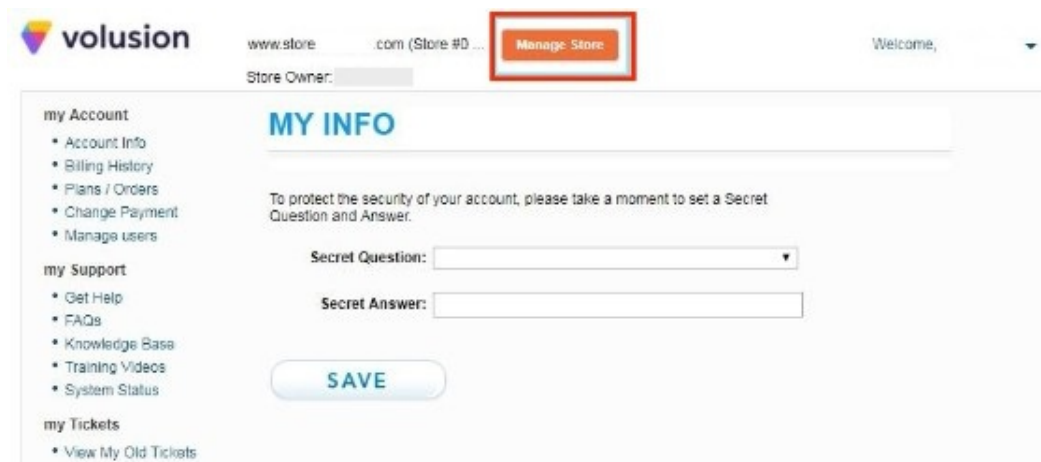 volusion
www.store .com (Store #D ...
Manage Store
Welcome,
Store Owner:
my Account
• Account Info
• Billing History
• Plans / Orders
• Change Payment
• Manage users
my Support
• Get Help
• FAQs
• Knowledge Base
• Training Videos
• System Status
my Tickets
• View My Old Tickets
MY INFO
To protect the security of your account, please take a moment to set a Secret
Question and Answer.
Secret Question:
Secret Answer:
SAVE